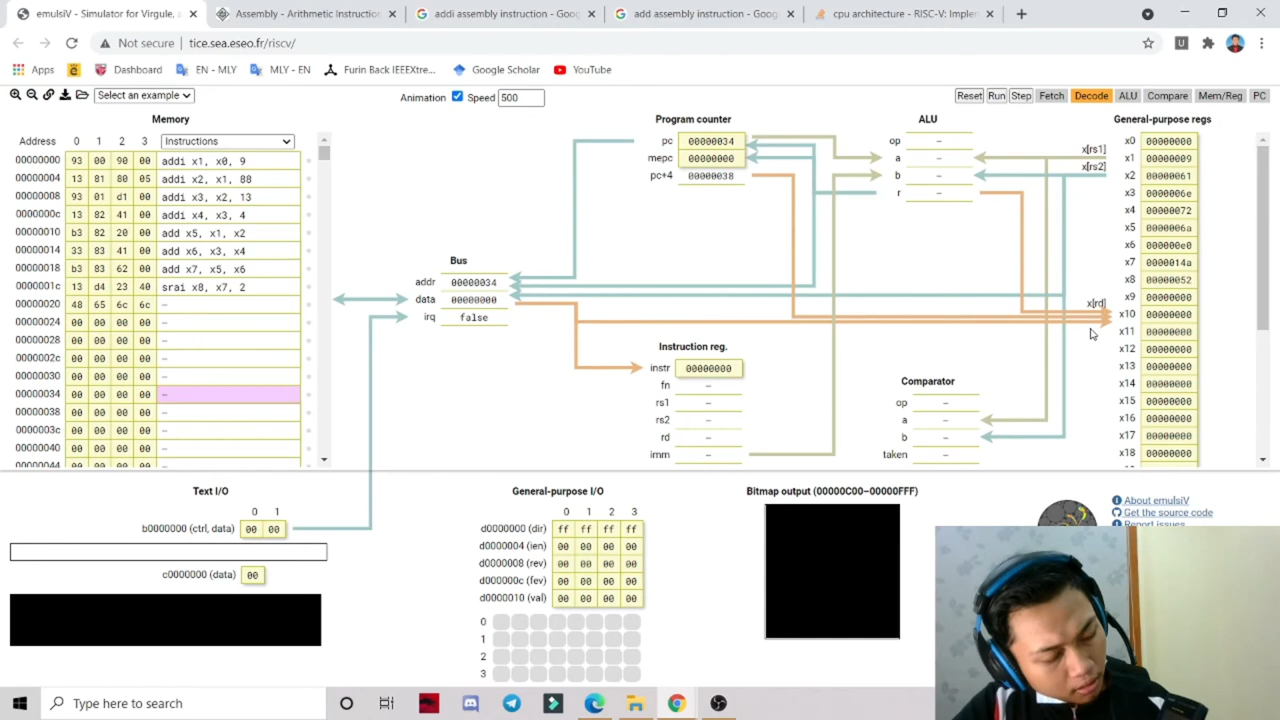 emulsiV - Simulator for Virgule,
Assembly - Arithmetic Instruction
addi assembly instruction - Goog
add assembly instruction - Goog
cpu architecture - RISC-V: Implen
Not secure | tice.sea.eseo.fr/riscv/
Apps
Dashboard
EN - MLY
MLY - EN
Furin Back IEEEXtre...
Google Scholar
YouTube
Select an example
Animation
Speed 500
Reset Run Step Fetch Decode ALU Compare Mem/Reg PC
Memory
Address 0 1 2 3 Instructions
00000000 93 00 90 00 addi x1, x0, 9
00000004 13 81 80 05 addi x2, x1, 88
00000008 93 01 d1 00 addi x3, x2, 13
0000000c 13 82 41 00 addi x4, x3, 4
00000010 b3 82 20 00 add x5, x1, x2
00000014 33 83 41 00 add x6, x3, x4
00000018 b3 83 62 00 add x7, x5, x6
0000001c 13 d4 23 40 srai x8, x7, 2
00000020 48 65 6c 6c -
00000024 00 00 00 00 -
00000028 00 00 00 00 -
0000002c 00 00 00 00 -
00000030 00 00 00 00 -
00000034 00 00 00 00 -
00000038 00 00 00 00 -
0000003c 00 00 00 00 -
00000040 00 00 00 00 -
00000044 00 00 00 00 -
Bus
addr 00000034
data 00000000
irq false
Program counter
pc 00000034
mepc 00000000
pc+4 00000038
Instruction reg.
instr 00000000
fn -
rs1 -
rs2 -
rd -
imm -
ALU
op -
a -
b -
r -
Comparator
op -
a -
b -
taken -
x[rs1]
x[rs2]
x[rd]
General-purpose regs
x0 00000000
x1 00000009
x2 00000061
x3 0000006e
x4 00000072
x5 0000006a
x6 000000e0
x7 0000014a
x8 00000052
x9 00000000
x10 00000000
x11 00000000
x12 00000000
x13 00000000
x14 00000000
x15 00000000
x16 00000000
x17 00000000
x18 00000000
Text I/O
0 1
b0000000 (ctrl, data) 00 00
c0000000 (data) 00
General-purpose I/O
0 1 2 3
d0000000 (dir) ff ff ff ff
d0000004 (ien) 00 00 00 00
d0000008 (rev) 00 00 00 00
d000000c (fev) 00 00 00 00
d0000010 (val) 00 00 00 00
0
1
2
3
Bitmap output (00000C00–00000FFF)
About emulsiV
Get the source code
Report issues
Type here to search